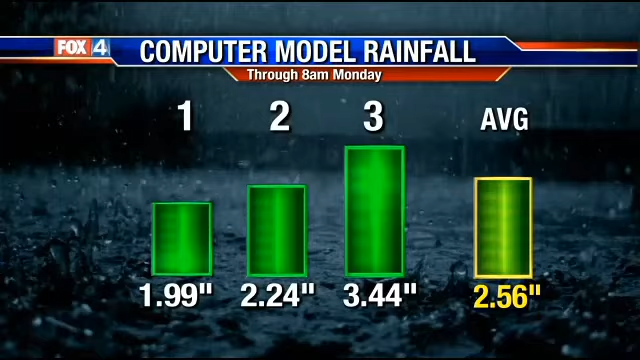 FOX 4
COMPUTER MODEL RAINFALL
Through 8am Monday
1 2 3 AVG
1.99" 2.24" 3.44" 2.56"